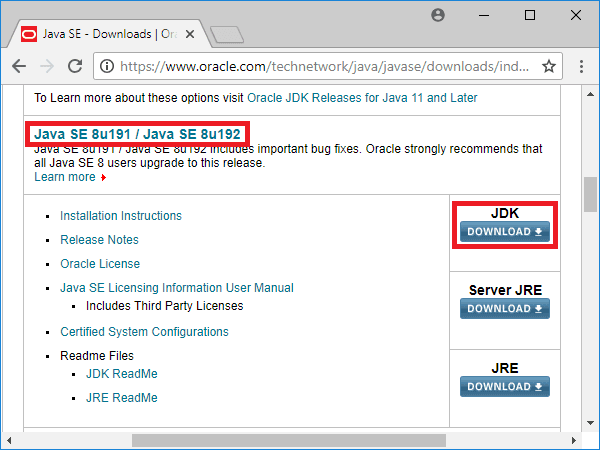 Java SE - Downloads | Ora
https://www.oracle.com/technetwork/java/javase/downloads/ind...
To Learn more about these options visit Oracle JDK Releases for Java 11 and Later
Java SE 8u191 / Java SE 8u192
Java SE 8u191 / Java SE 8u192 includes important bug fixes. Oracle strongly recommends that
all Java SE 8 users upgrade to this release.
Learn more
Installation Instructions
Release Notes
Oracle License
Java SE Licensing Information User Manual
Includes Third Party Licenses
Certified System Configurations
Readme Files
JDK ReadMe
JRE ReadMe
JDK
DOWNLOAD
Server JRE
DOWNLOAD
JRE
DOWNLOAD